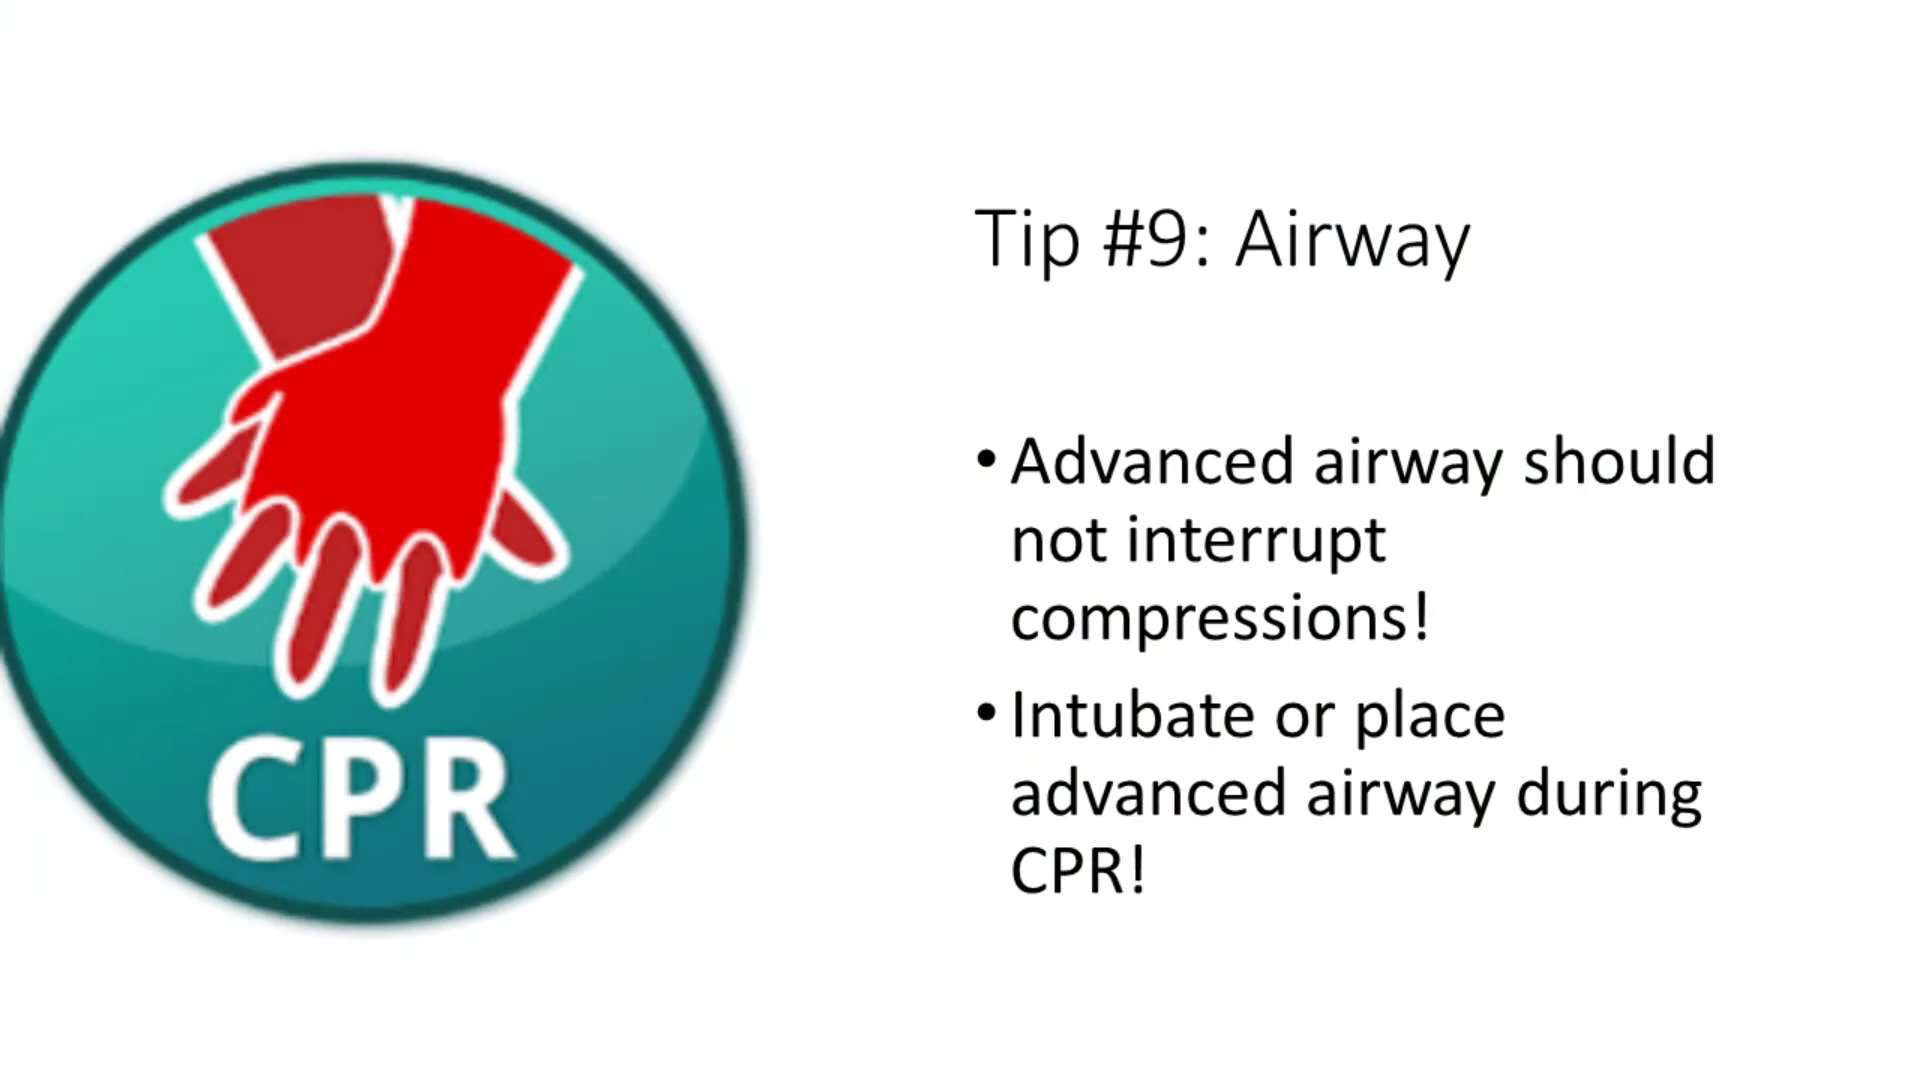 Tip #9: Airway
• Advanced airway should
not interrupt
compressions!
• Intubate or place
advanced airway during
CPR!
CPR